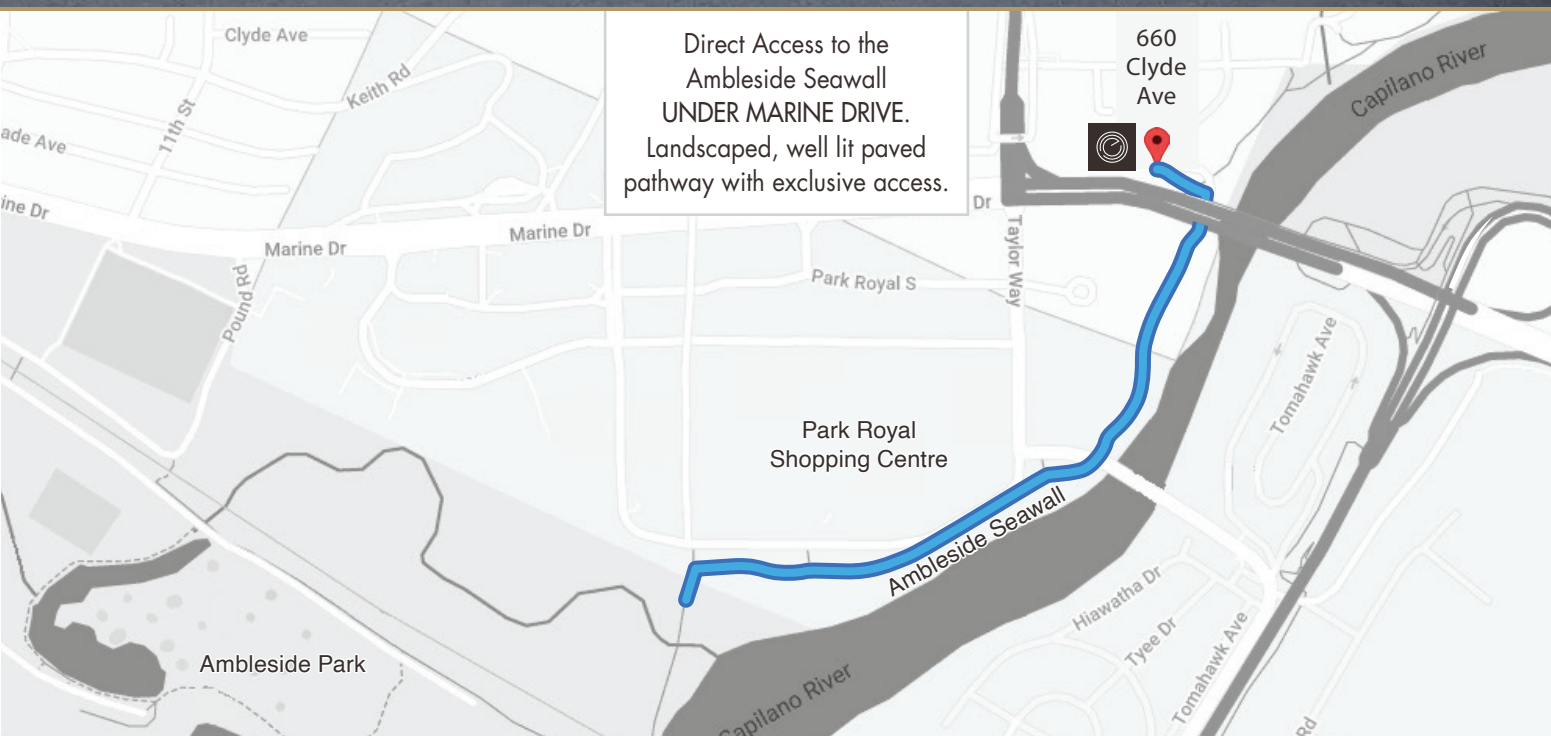 Clyde Ave
Keith Rd
11th St
ade Ave
ine Dr
Direct Access to the
Ambleside Seawall
UNDER MARINE DRIVE.
Landscaped, well lit paved
pathway with exclusive access.
660
Clyde
Ave
Capilano River
Dr
Marine Dr
Marine Dr
Taylor Way
Pound Rd
Park Royal S
Tomahawk Ave
Park Royal
Shopping Centre
Ambleside Seawall
Hiawatha Dr
Tyee Dr
Tomahawk Ave
Ambleside Park
Capilano River
Rd